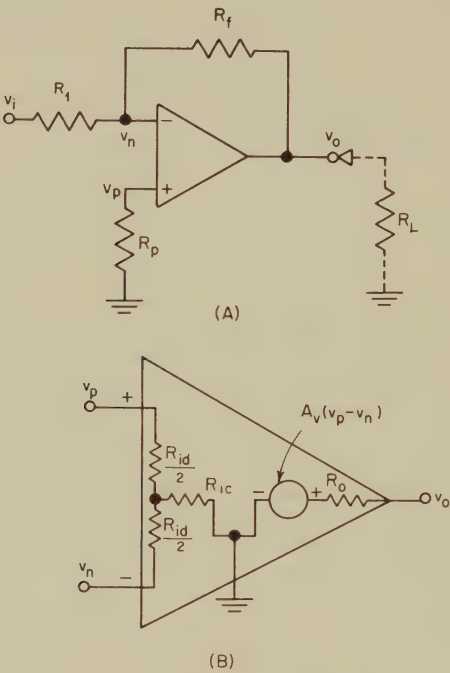 R_f
v_i
R_1
v_n
−
v_o
v_p
+
R_p
R_L
(A)
v_p
+
A_v(v_p−v_n)
R_id
2
R_ic
−
+
R_o
v_o
R_id
2
v_n
−
(B)